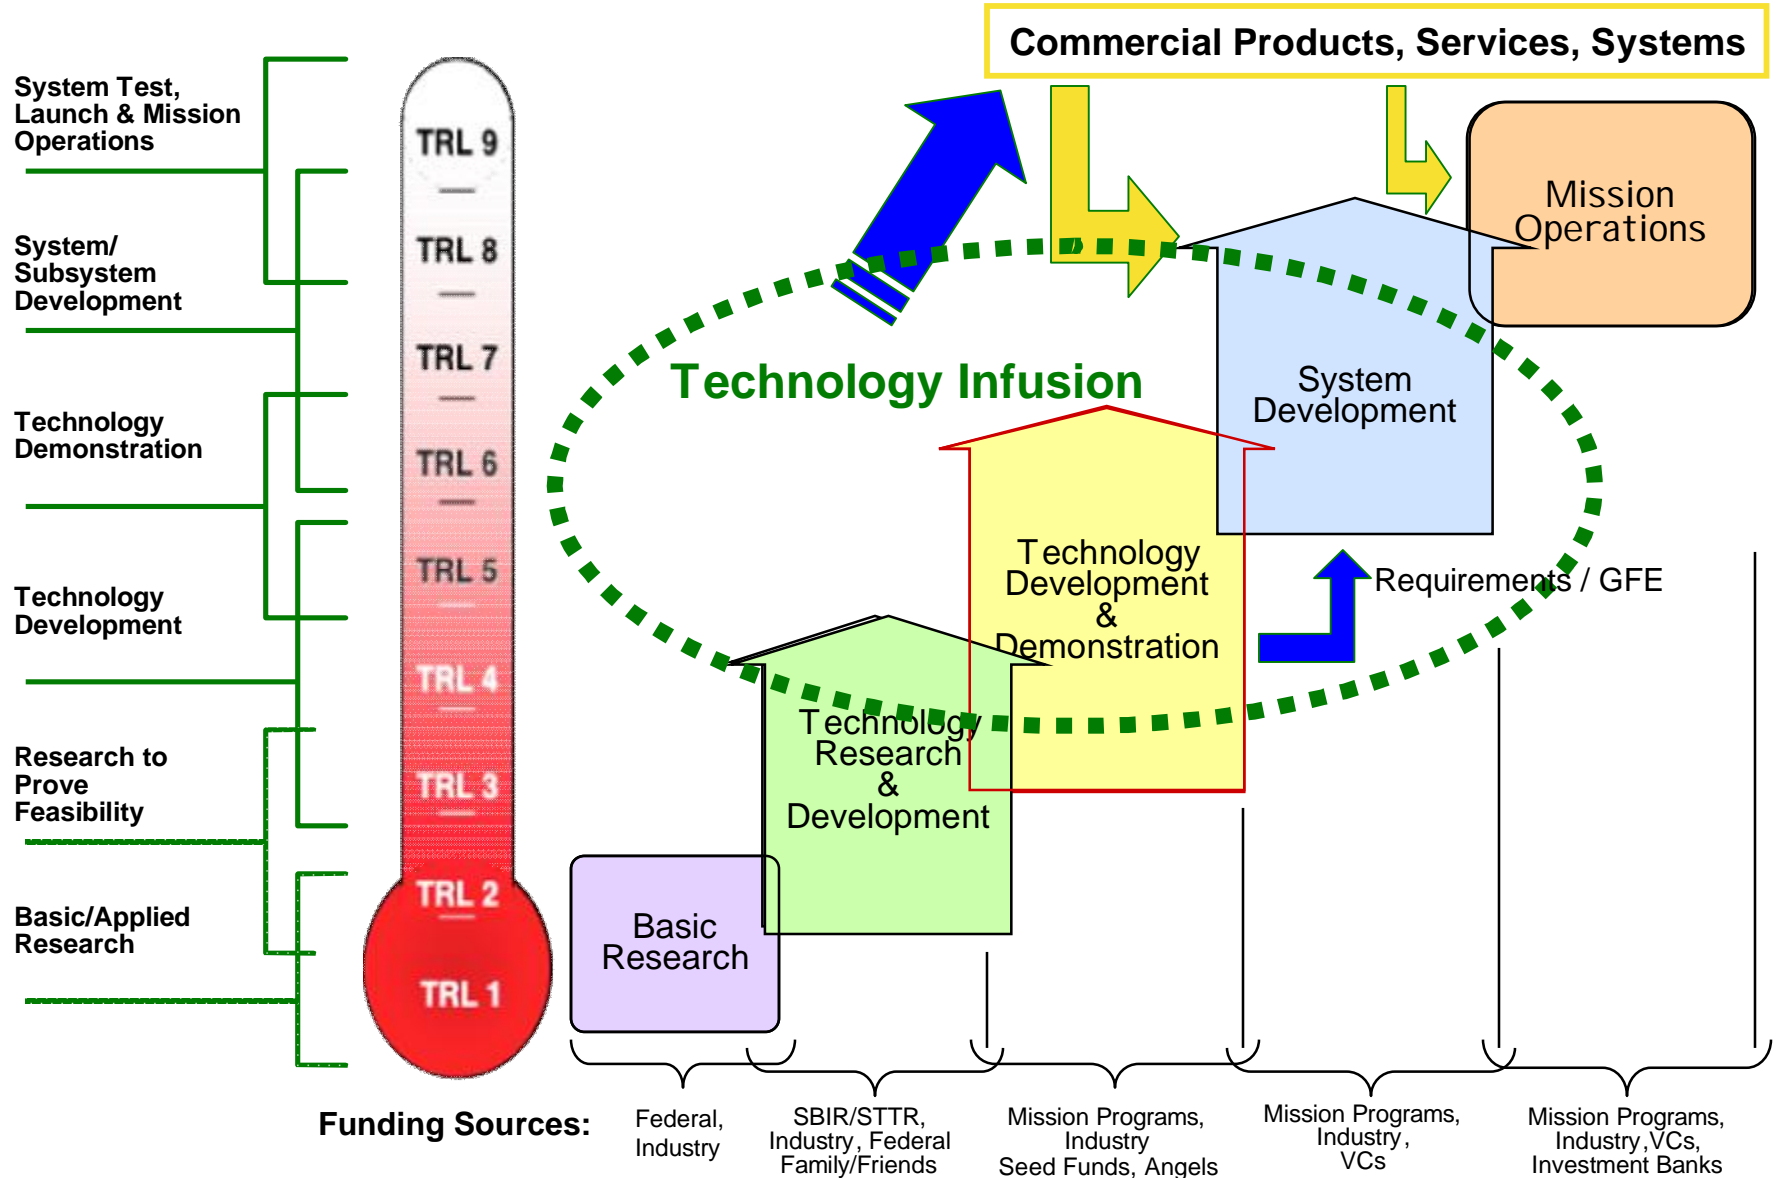 Commercial Products, Services, Systems
System Test,
Launch & Mission
Operations
System/
Subsystem
Development
Technology
Demonstration
Technology
Development
Research to
Prove
Feasibility
Basic/Applied
Research
TRL 9
TRL 8
TRL 7
TRL 6
TRL 5
TRL 4
TRL 3
TRL 2
TRL 1
Mission
Operations
Technology Infusion
System
Development
Technology
Development
&
Demonstration
Requirements / GFE
Technology
Research
&
Development
Basic
Research
Funding Sources:
Federal,
Industry
SBIR/STTR,
Industry, Federal
Family/Friends
Mission Programs,
Industry
Seed Funds, Angels
Mission Programs,
Industry,
VCs
Mission Programs,
Industry,VCs,
Investment Banks